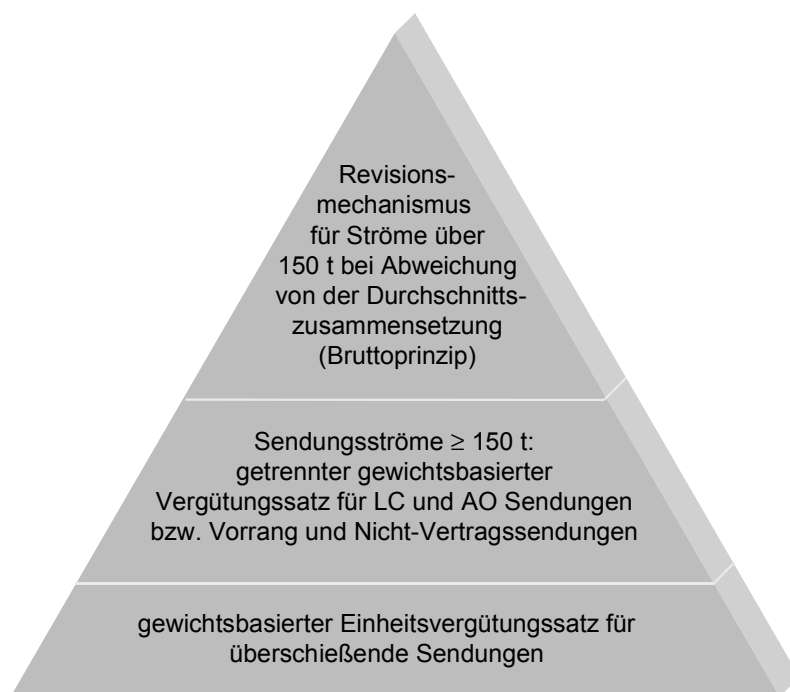 Revisions-
mechanismus
für Ströme über
150 t bei Abweichung
von der Durchschnitts-
zusammensetzung
(Bruttoprinzip)
Sendungsströme ≥ 150 t:
getrennter gewichtsbasierter
Vergütungssatz für LC und AO Sendungen
bzw. Vorrang und Nicht-Vertragssendungen
gewichtsbasierter Einheitsvergütungssatz für
überschießende Sendungen